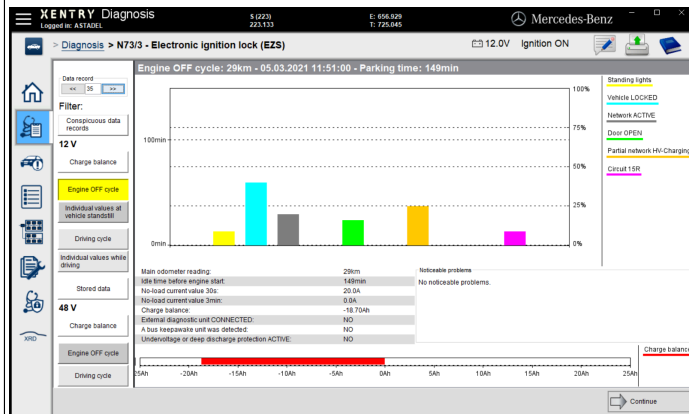 XENTRY Diagnosis
Logged in: ASTADEL
S (223)
223.133
E: 656.929
T: 725.045
Mercedes-Benz
> Diagnosis > N73/3 - Electronic ignition lock (EZS)
12.0V
Ignition ON
Engine OFF cycle: 29km - 05.03.2021 11:51:00 - Parking time: 149min
Data record
<< 35 >>
Filter:
Conspicuous data
records
12 V
Charge balance
Engine OFF cycle
Individual values at
vehicle standstill
Driving cycle
Individual values while
driving
Stored data
48 V
Charge balance
Engine OFF cycle
Driving cycle
XRD
100min
0min
100%
75%
50%
25%
0%
Standing lights
Vehicle LOCKED
Network ACTIVE
Door OPEN
Partial network HV-Charging
Circuit 15R
Main odometer reading: 29km
Idle time before engine start: 149min
No-load current value 30s: 20.0A
No-load current value 3min: 0.0A
Charge balance: -18.70Ah
External diagnostic unit CONNECTED: NO
A bus keepawake unit was detected: NO
Undervoltage or deep discharge protection ACTIVE: NO
Noticeable problems
No noticeable problems.
Charge balance
25Ah -20Ah -15Ah -10Ah -5Ah 0Ah 5Ah 10Ah 15Ah 20Ah 25Ah
Continue